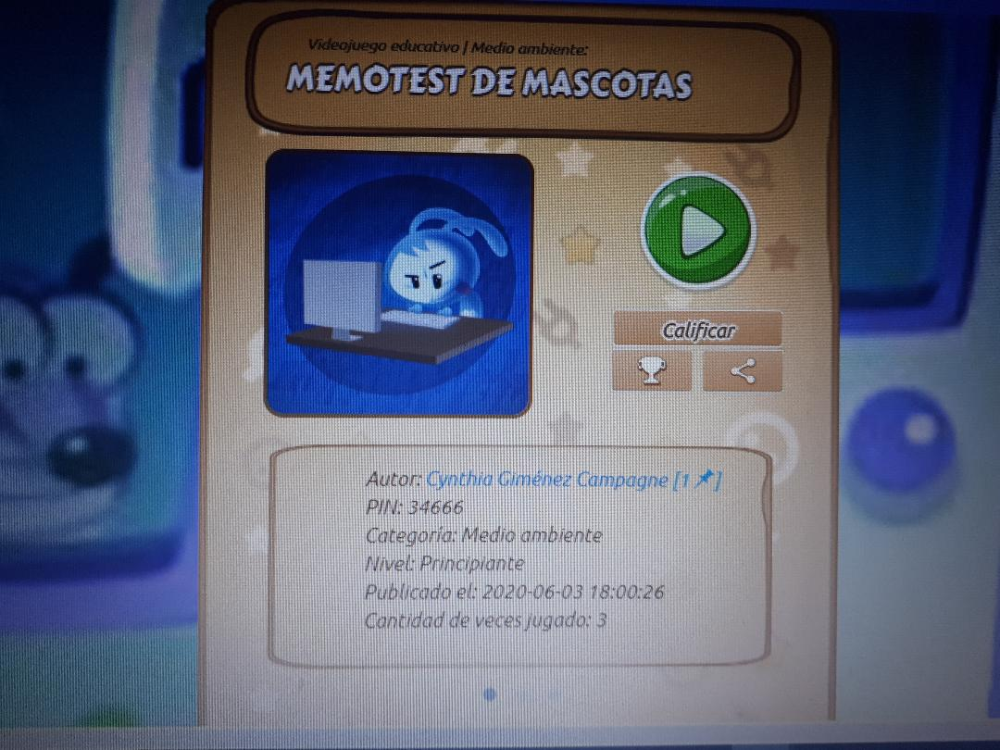 Videojuego educativo | Medio ambiente:
MEMOTEST DE MASCOTAS
Calificar
Autor: Cynthia Giménez Campagne [1 ]
PIN: 34666
Categoría: Medio ambiente
Nivel: Principiante
Publicado el: 2020-06-03 18:00:26
Cantidad de veces jugado: 3